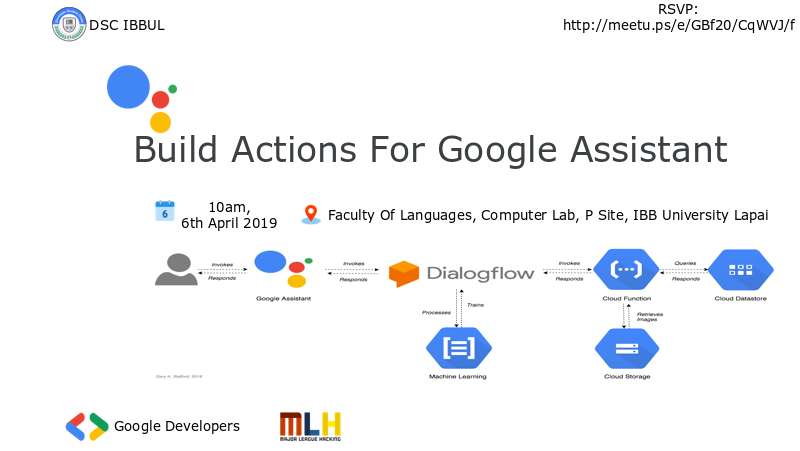 DSC IBBUL
RSVP:
http://meetu.ps/e/GBf20/CqWVJ/f
Build Actions For Google Assistant
6
10am,
6th April 2019
Faculty Of Languages, Computer Lab, P Site, IBB University Lapai
Invokes
Responds
Google Assistant
Invokes
Responds
Dialogflow
Invokes
Responds
Cloud Function
Queries
Responds
Cloud Datastore
Processes
Trains
Machine Learning
Retrieves
Images
Cloud Storage
Gary A. Stafford, 2018
Google Developers
MLH
MAJOR LEAGUE HACKING